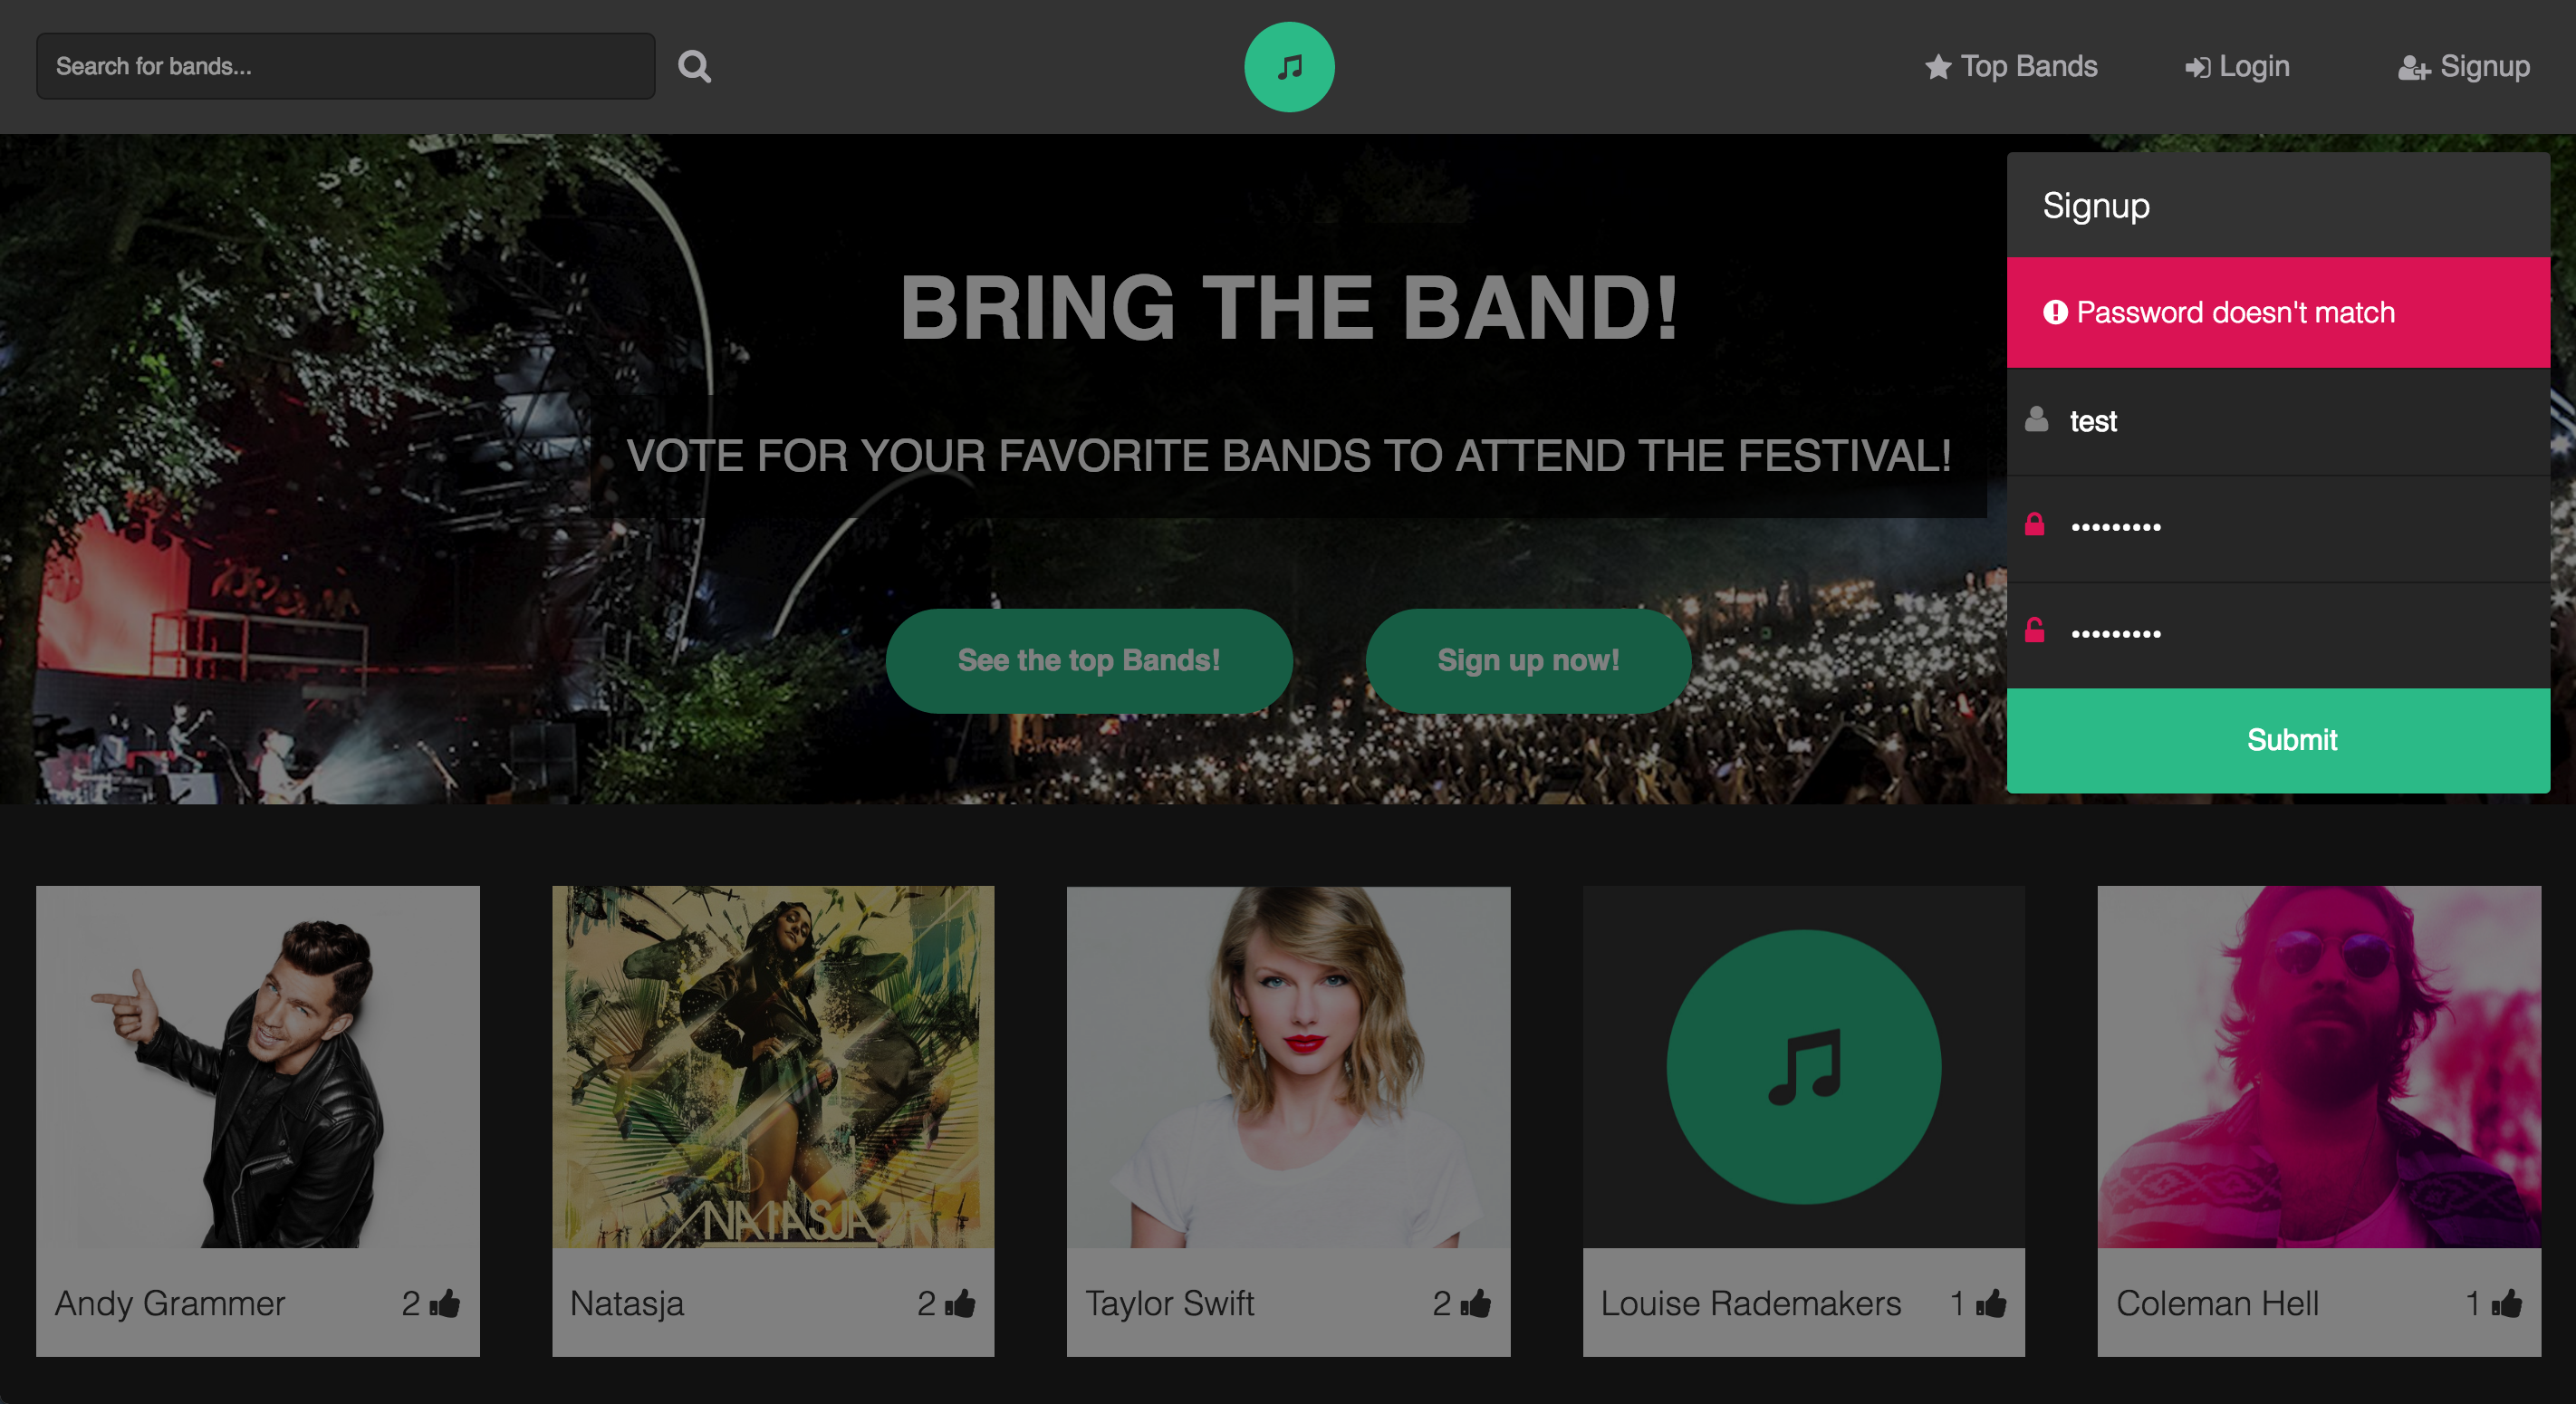 Search for bands...
Top Bands
Login
Signup
BRING THE BAND!
VOTE FOR YOUR FAVORITE BANDS TO ATTEND THE FESTIVAL!
See the top Bands!
Sign up now!
Signup
Password doesn't match
test
•••••••••
•••••••••
Submit
NATASJA
Andy Grammer 2
Natasja 2
Taylor Swift 2
Louise Rademakers 1
Coleman Hell 1